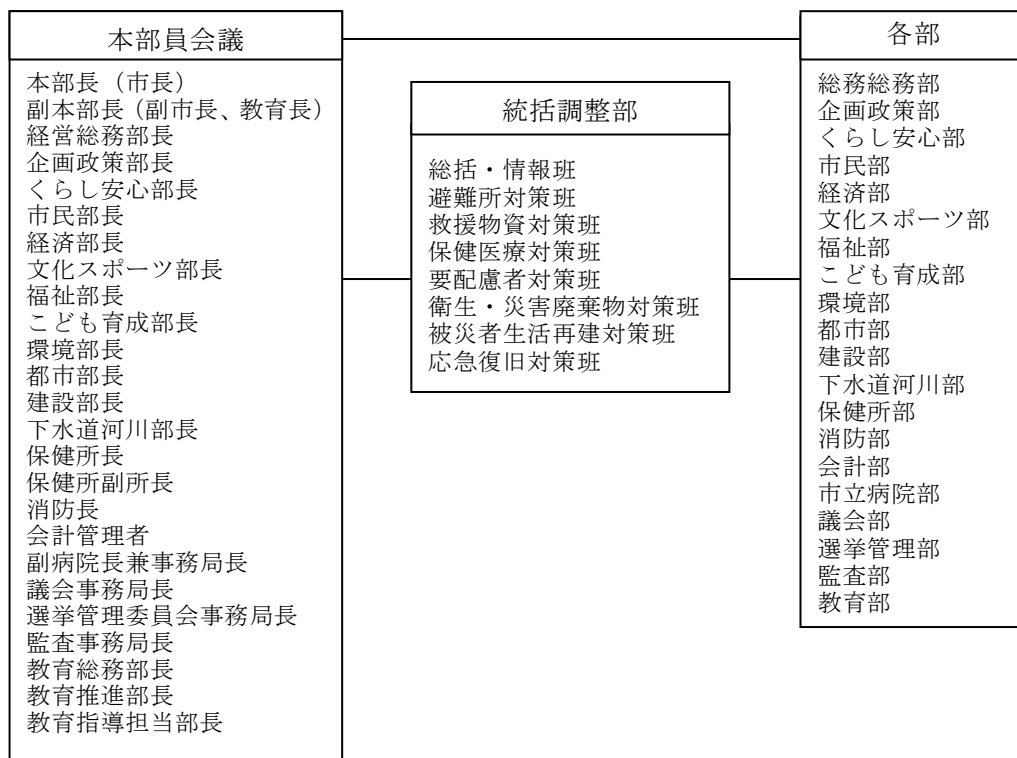 本部員会議
本部長（市長）
副本部長（副市長、教育長）
経営総務部長
企画政策部長
くらし安心部長
市民部長
経済部長
文化スポーツ部長
福祉部長
こども育成部長
環境部長
都市部長
建設部長
下水道河川部長
保健所長
保健所副所長
消防長
会計管理者
副病院長兼事務局長
議会事務局長
選挙管理委員会事務局長
監査事務局長
教育総務部長
教育推進部長
教育指導担当部長
統括調整部
総括・情報班
避難所対策班
救援物資対策班
保健医療対策班
要配慮者対策班
衛生・災害廃棄物対策班
被災者生活再建対策班
応急復旧対策班
各部
総務総務部
企画政策部
くらし安心部
市民部
経済部
文化スポーツ部
福祉部
こども育成部
環境部
都市部
建設部
下水道河川部
保健所部
消防部
会計部
市立病院部
議会部
選挙管理部
監査部
教育部